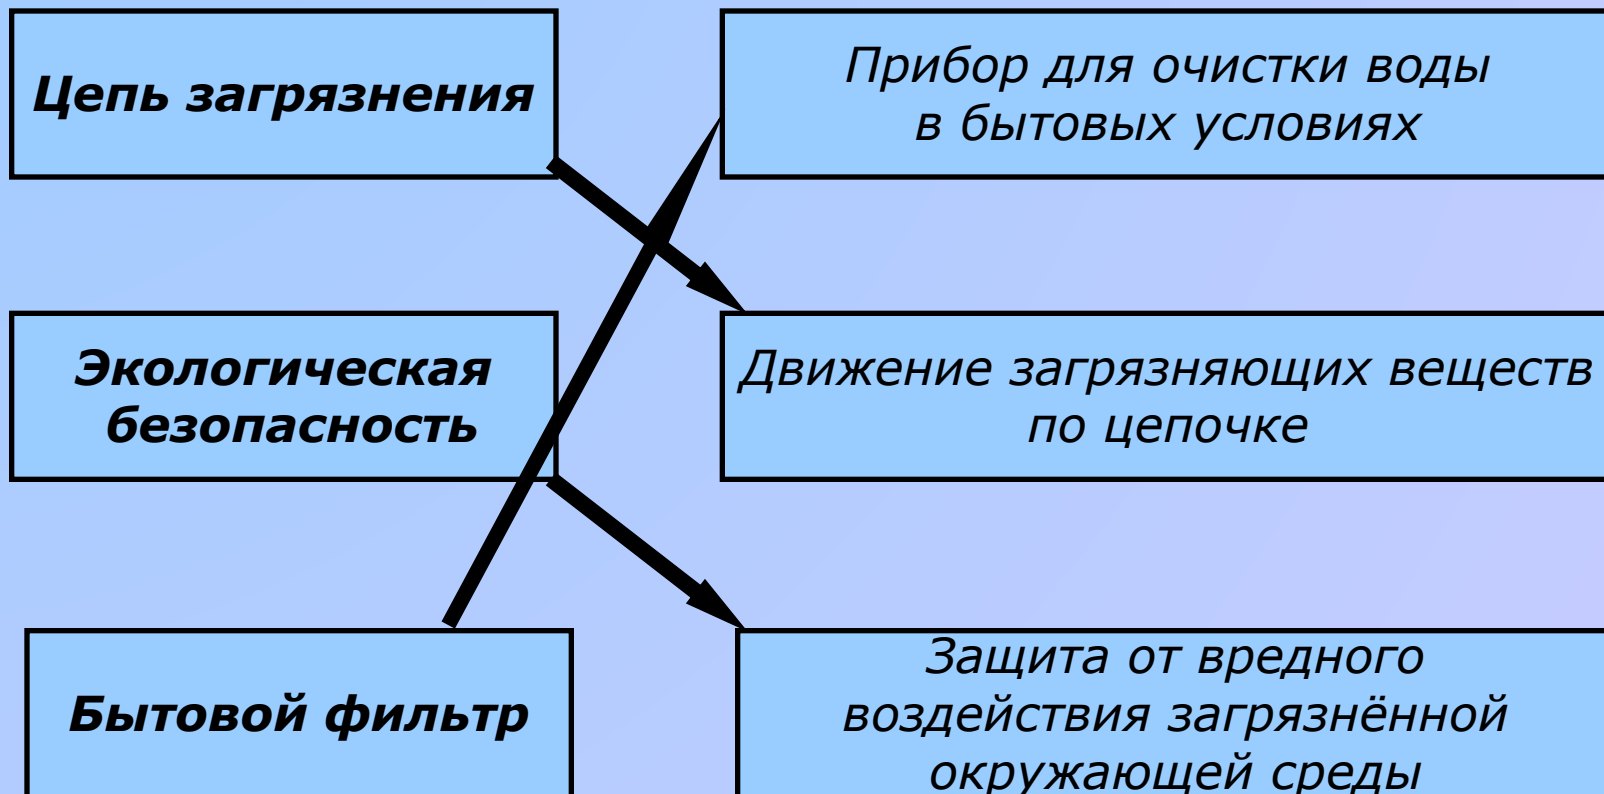 Цепь загрязнения
Прибор для очистки воды
в бытовых условиях
Экологическая
безопасность
Движение загрязняющих веществ
по цепочке
Бытовой фильтр
Защита от вредного
воздействия загрязнённой
окружающей среды